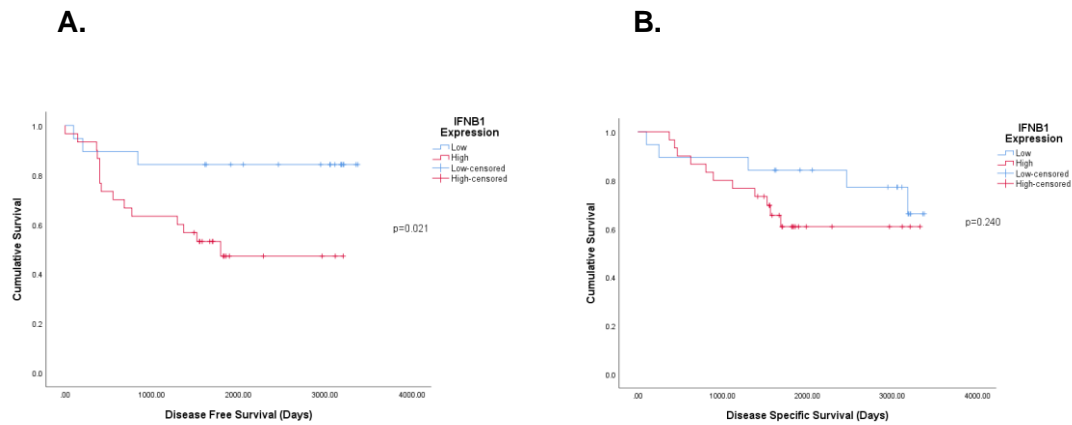 A.
B.
IFNB1
Expression
Low
High
Low-censored
High-censored
p=0.021
Cumulative Survival
1.0
0.8
0.6
0.4
0.2
0.0
.00
1000.00
2000.00
3000.00
4000.00
Disease Free Survival (Days)
IFNB1
Expression
Low
High
Low-censored
High-censored
p=0.240
Cumulative Survival
1.0
0.8
0.6
0.4
0.2
0.0
.00
1000.00
2000.00
3000.00
4000.00
Disease Specific Survival (Days)